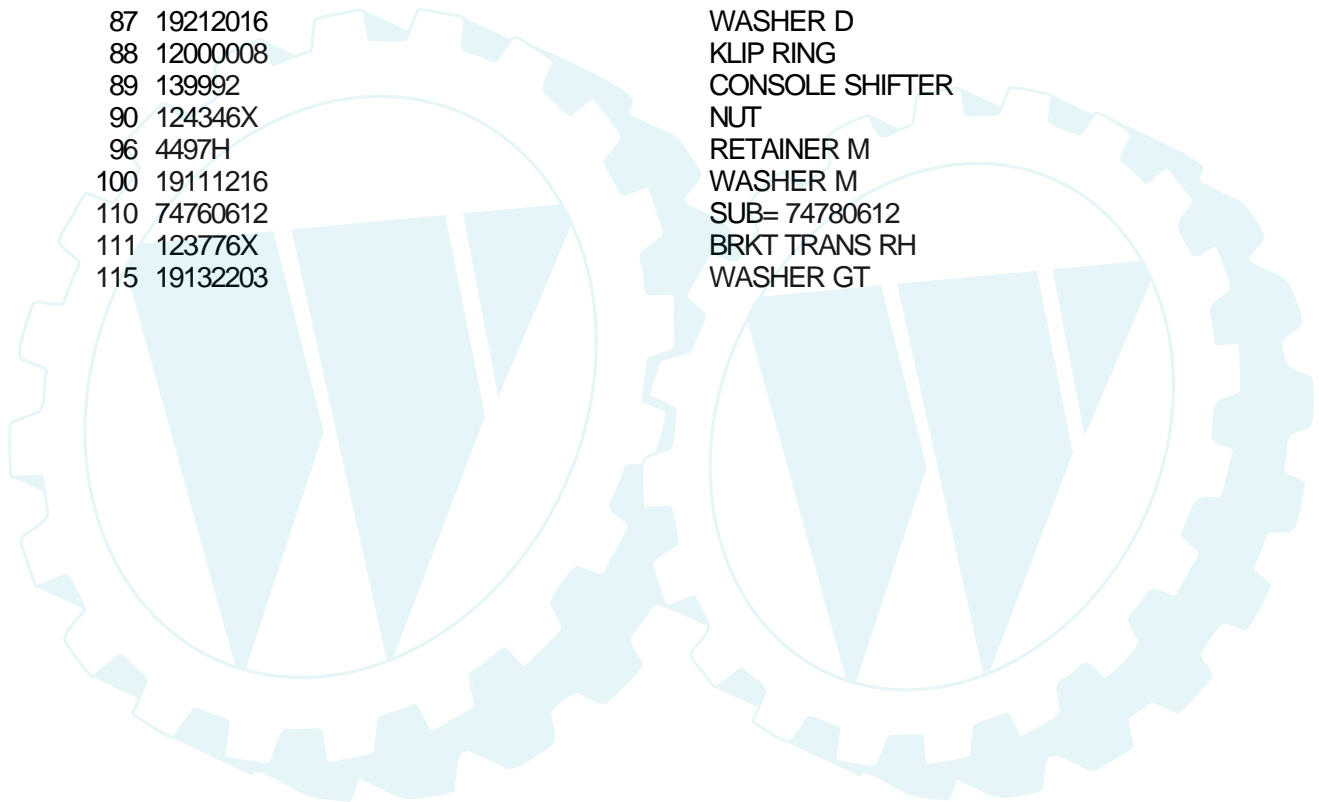 87 19212016 WASHER D
88 12000008 KLIP RING
89 139992 CONSOLE SHIFTER
90 124346X NUT
96 4497H RETAINER M
100 19111216 WASHER M
110 74760612 SUB= 74780612
111 123776X BRKT TRANS RH
115 19132203 WASHER GT